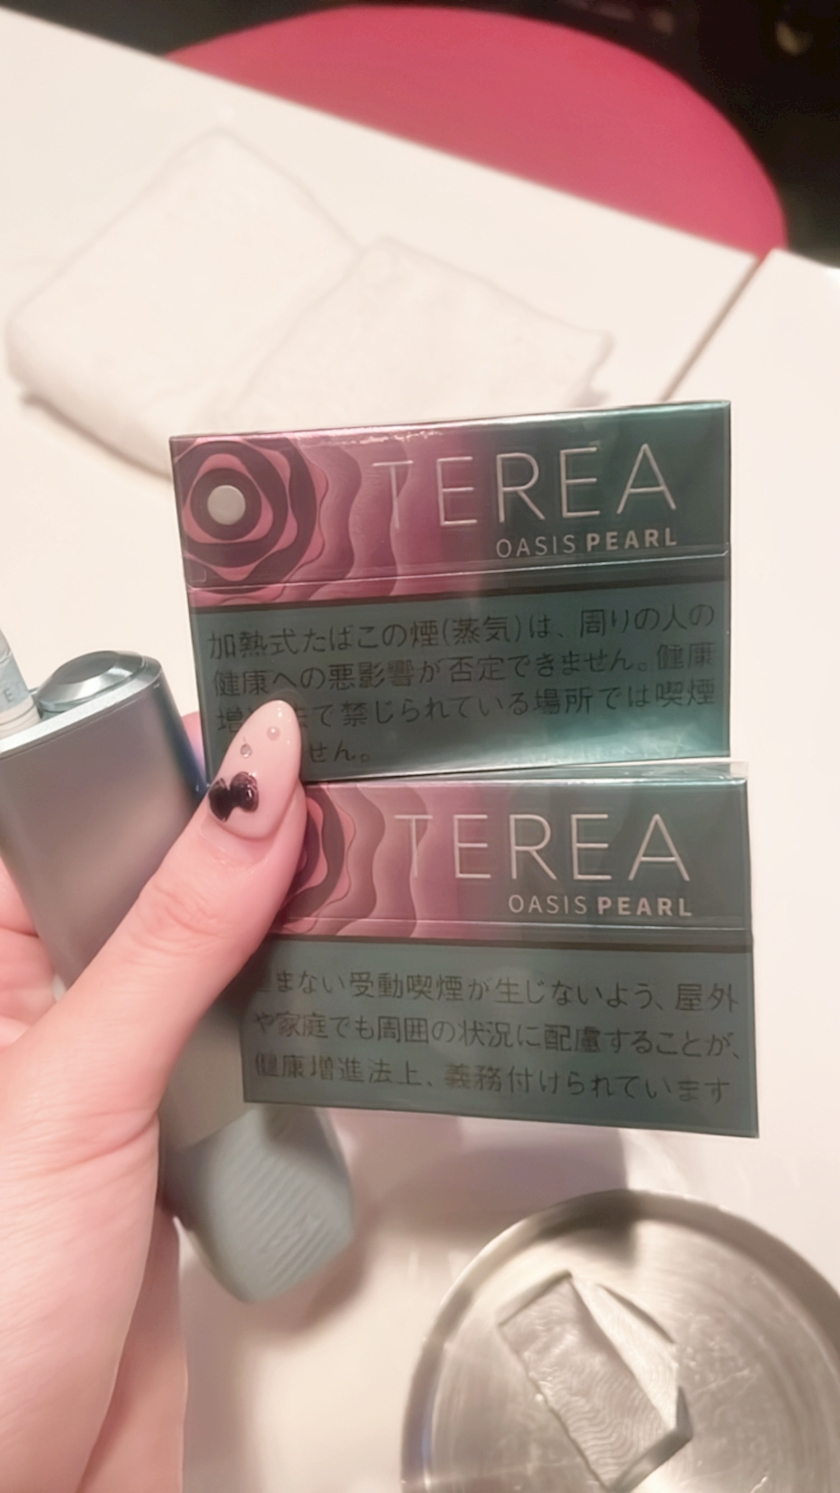 TEREA
OASIS PEARL
加熱式たばこの煙(蒸気)は、周りの人の
健康への悪影響が否定できません。健康
増 て禁じられている場所では喫煙
せん。
TEREA
OASIS PEARL
まない受動喫煙が生じないよう、屋外
や家庭でも周囲の状況に配慮することが、
健康増進法上、義務付けられています